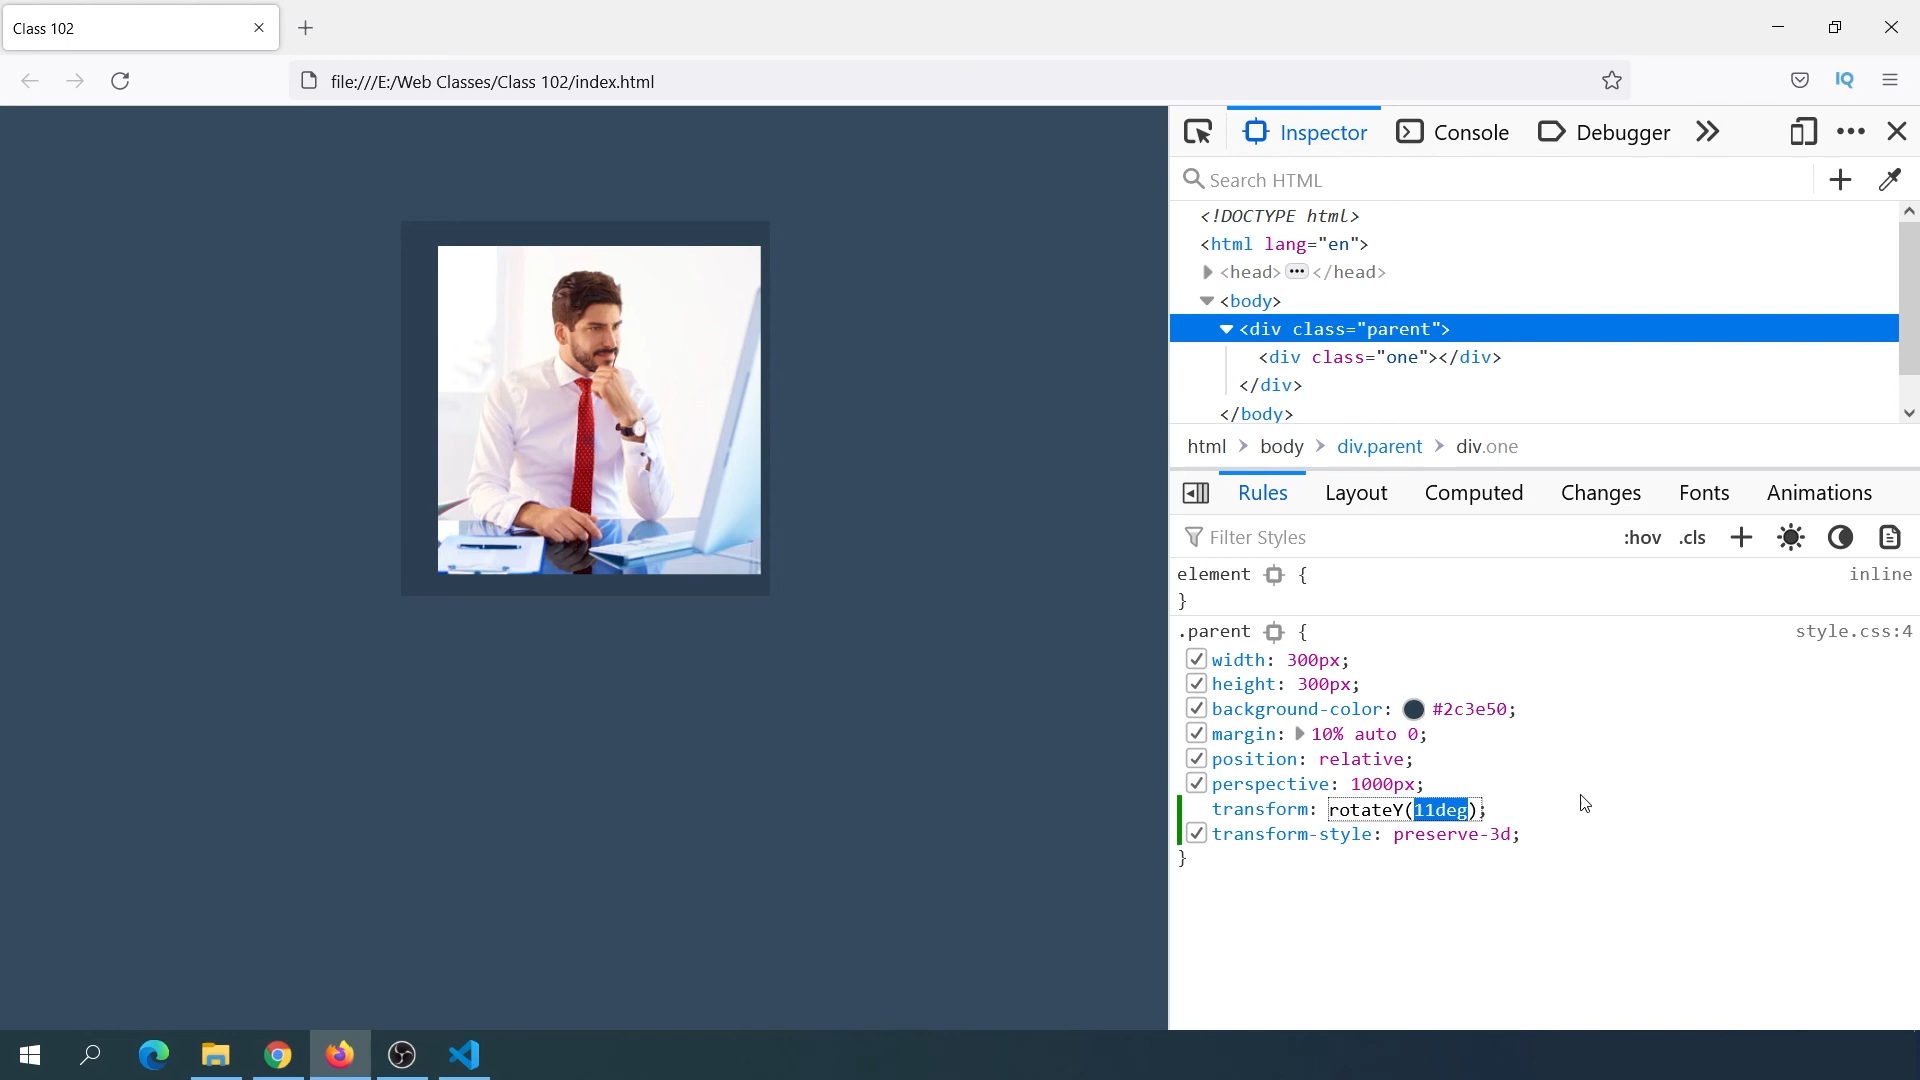 Class 102
file:///E:/Web Classes/Class 102/index.html
IQ
Inspector
Console
Debugger
Search HTML
<!DOCTYPE html>
<html lang="en">
<head>
</head>
<body>
<div class="parent">
<div class="one"></div>
</div>
</body>
html
body
div.parent
div.one
Rules
Layout
Computed
Changes
Fonts
Animations
Filter Styles
:hov
.cls
element { inline
}
.parent { style.css:4
width: 300px;
height: 300px;
background-color: #2c3e50;
margin: 10% auto 0;
position: relative;
perspective: 1000px;
transform: rotateY(11deg);
transform-style: preserve-3d;
}